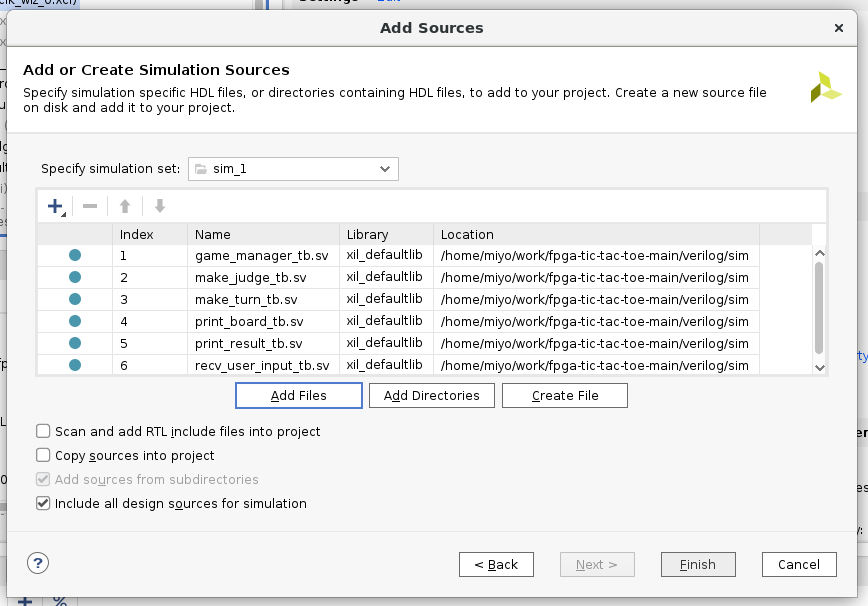 Add Sources
Add or Create Simulation Sources
Specify simulation specific HDL files, or directories containing HDL files, to add to your project. Create a new source file
on disk and add it to your project.
Specify simulation set: sim_1
Index Name Library Location
1 game_manager_tb.sv xil_defaultlib /home/miyo/work/fpga-tic-tac-toe-main/verilog/sim
2 make_judge_tb.sv xil_defaultlib /home/miyo/work/fpga-tic-tac-toe-main/verilog/sim
3 make_turn_tb.sv xil_defaultlib /home/miyo/work/fpga-tic-tac-toe-main/verilog/sim
4 print_board_tb.sv xil_defaultlib /home/miyo/work/fpga-tic-tac-toe-main/verilog/sim
5 print_result_tb.sv xil_defaultlib /home/miyo/work/fpga-tic-tac-toe-main/verilog/sim
6 recv_user_input_tb.sv xil_defaultlib /home/miyo/work/fpga-tic-tac-toe-main/verilog/sim
Add Files Add Directories Create File
Scan and add RTL include files into project
Copy sources into project
Add sources from subdirectories
Include all design sources for simulation
? < Back Next > Finish Cancel